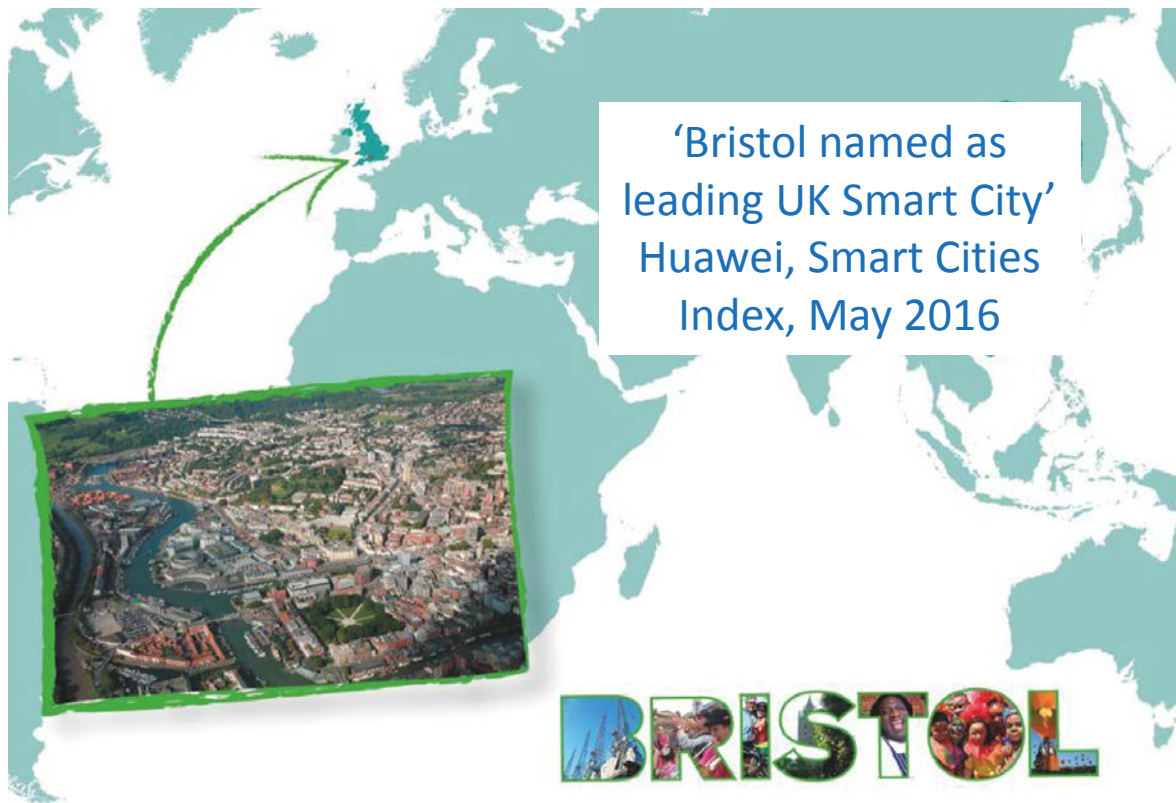 ‘Bristol named as
leading UK Smart City’
Huawei, Smart Cities
Index, May 2016
BRISTOL